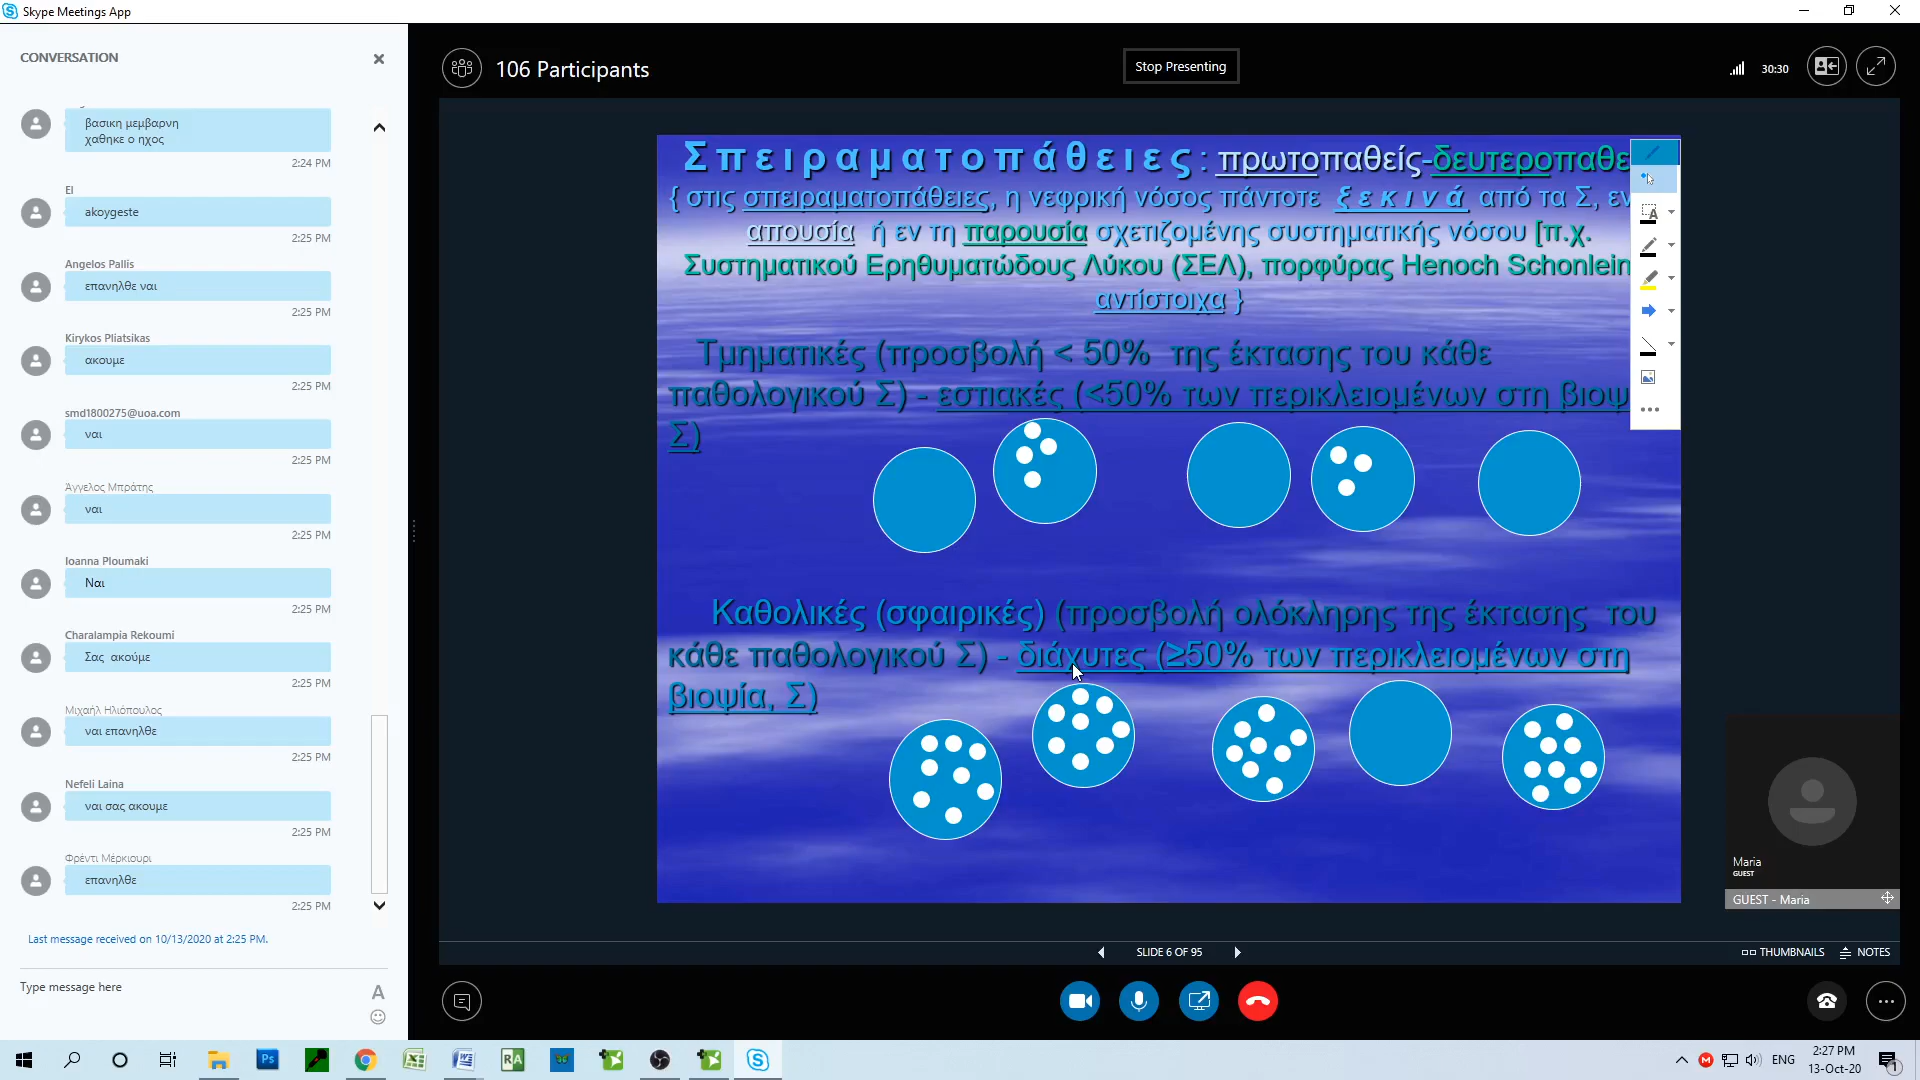 Skype Meetings App
CONVERSATION
βασικη μεμβαρνη
χαθηκε ο ηχος
2:24 PM
El
akoygeste
2:25 PM
Angelos Pallis
επανηλθε ναι
2:25 PM
Kirykos Pliatsikas
ακουμε
2:25 PM
smd1800275@uoa.com
ναι
2:25 PM
Άγγελος Μπράτης
ναι
2:25 PM
Ioanna Ploumaki
Ναι
2:25 PM
Charalampia Rekoumi
Σας ακούμε
2:25 PM
Μιχαήλ Ηλιόπουλος
ναι επανηλθε
2:25 PM
Nefeli Laina
ναι σας ακουμε
2:25 PM
Φρέντι Μέρκιουρι
επανηλθε
2:25 PM
Last message received on 10/13/2020 at 2:25 PM.
Type message here
106 Participants
Stop Presenting
30:30
Σπειραματοπάθειες: πρωτοπαθείς-δευτεροπαθε
{ στις σπειραματοπάθειες, η νεφρική νόσος πάντοτε ξεκινά από τα Σ, εν
απουσία ή εν τη παρουσία σχετιζομένης συστηματικής νόσου [π.χ.
Συστηματικού Ερηθυματώδους Λύκου (ΣΕΛ), πορφύρας Henoch Schonlein
αντίστοιχα }
Τμηματικές (προσβολή < 50% της έκτασης του κάθε
παθολογικού Σ) - εστιακές (<50% των περικλειομένων στη βιοψ
Σ)
Καθολικές (σφαιρικές) (προσβολή ολόκληρης της έκτασης του
κάθε παθολογικού Σ) - διάχυτες (≥50% των περικλειομένων στη
βιοψία, Σ)
Maria
GUEST
GUEST - Maria
SLIDE 6 OF 95
THUMBNAILS
NOTES
ENG
2:27 PM
13-Oct-20